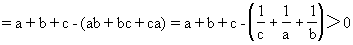 = a + b + c - (ab + bc + ca) = a + b + c - (1/c + 1/a + 1/b) > 0